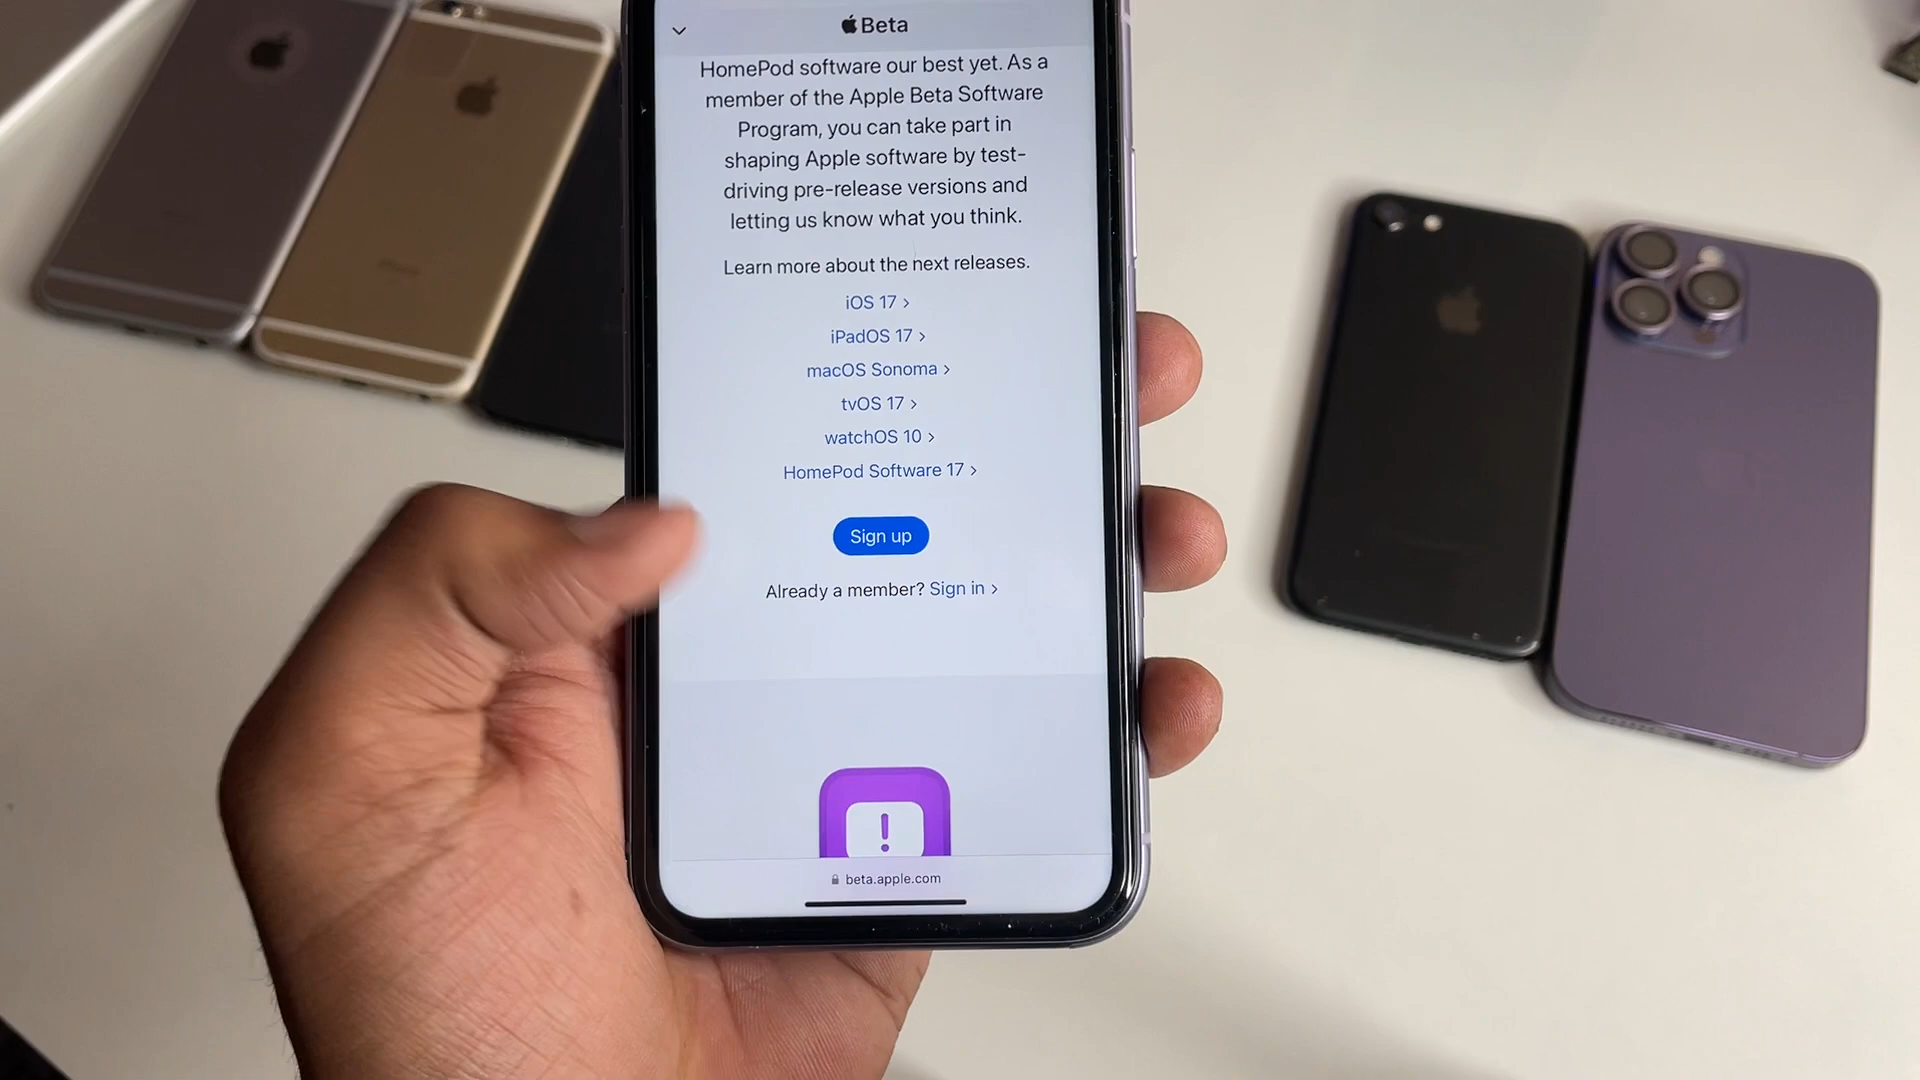 Beta
HomePod software our best yet. As a
member of the Apple Beta Software
Program, you can take part in
shaping Apple software by test-
driving pre-release versions and
letting us know what you think.
Learn more about the next releases.
iOS 17 >
iPadOS 17 >
macOS Sonoma >
tvOS 17 >
watchOS 10 >
HomePod Software 17 >
Sign up
Already a member? Sign in >
!
beta.apple.com